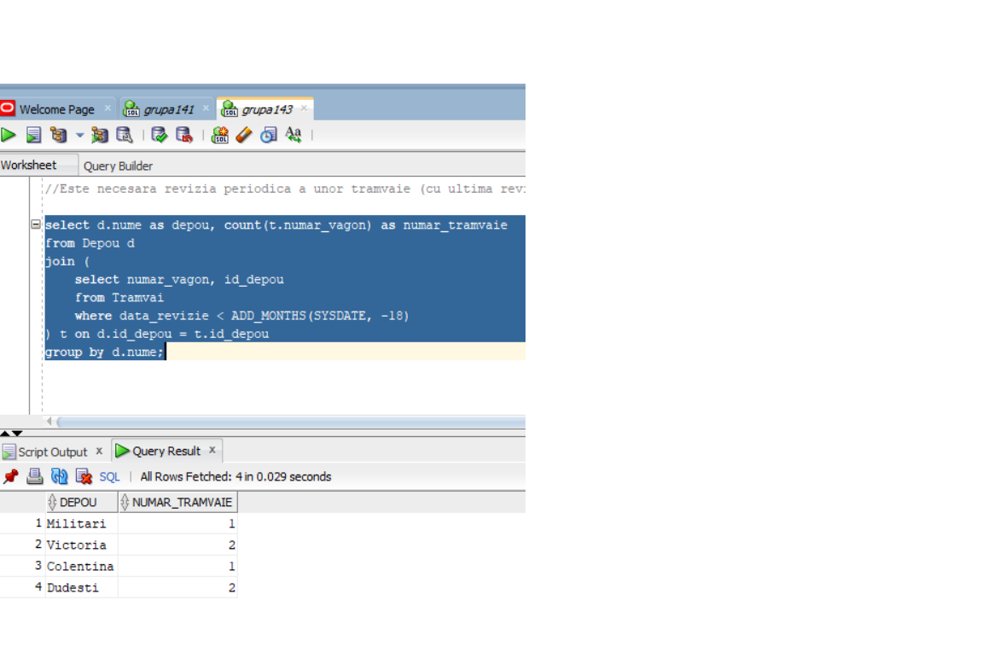 Welcome Page × grupa141 × grupa143 ×
Worksheet Query Builder
//Este necesara revizia periodica a unor tramvaie (cu ultima revi
select d.nume as depou, count(t.numar_vagon) as numar_tramvaie
from Depou d
join (
select numar_vagon, id_depou
from Tramvai
where data_revizie < ADD_MONTHS(SYSDATE, -18)
) t on d.id_depou = t.id_depou
group by d.nume;
Script Output x Query Result x
SQL | All Rows Fetched: 4 in 0.029 seconds
DEPOU NUMAR_TRAMVAIE
1 Militari 1
2 Victoria 2
3 Colentina 1
4 Dudesti 2